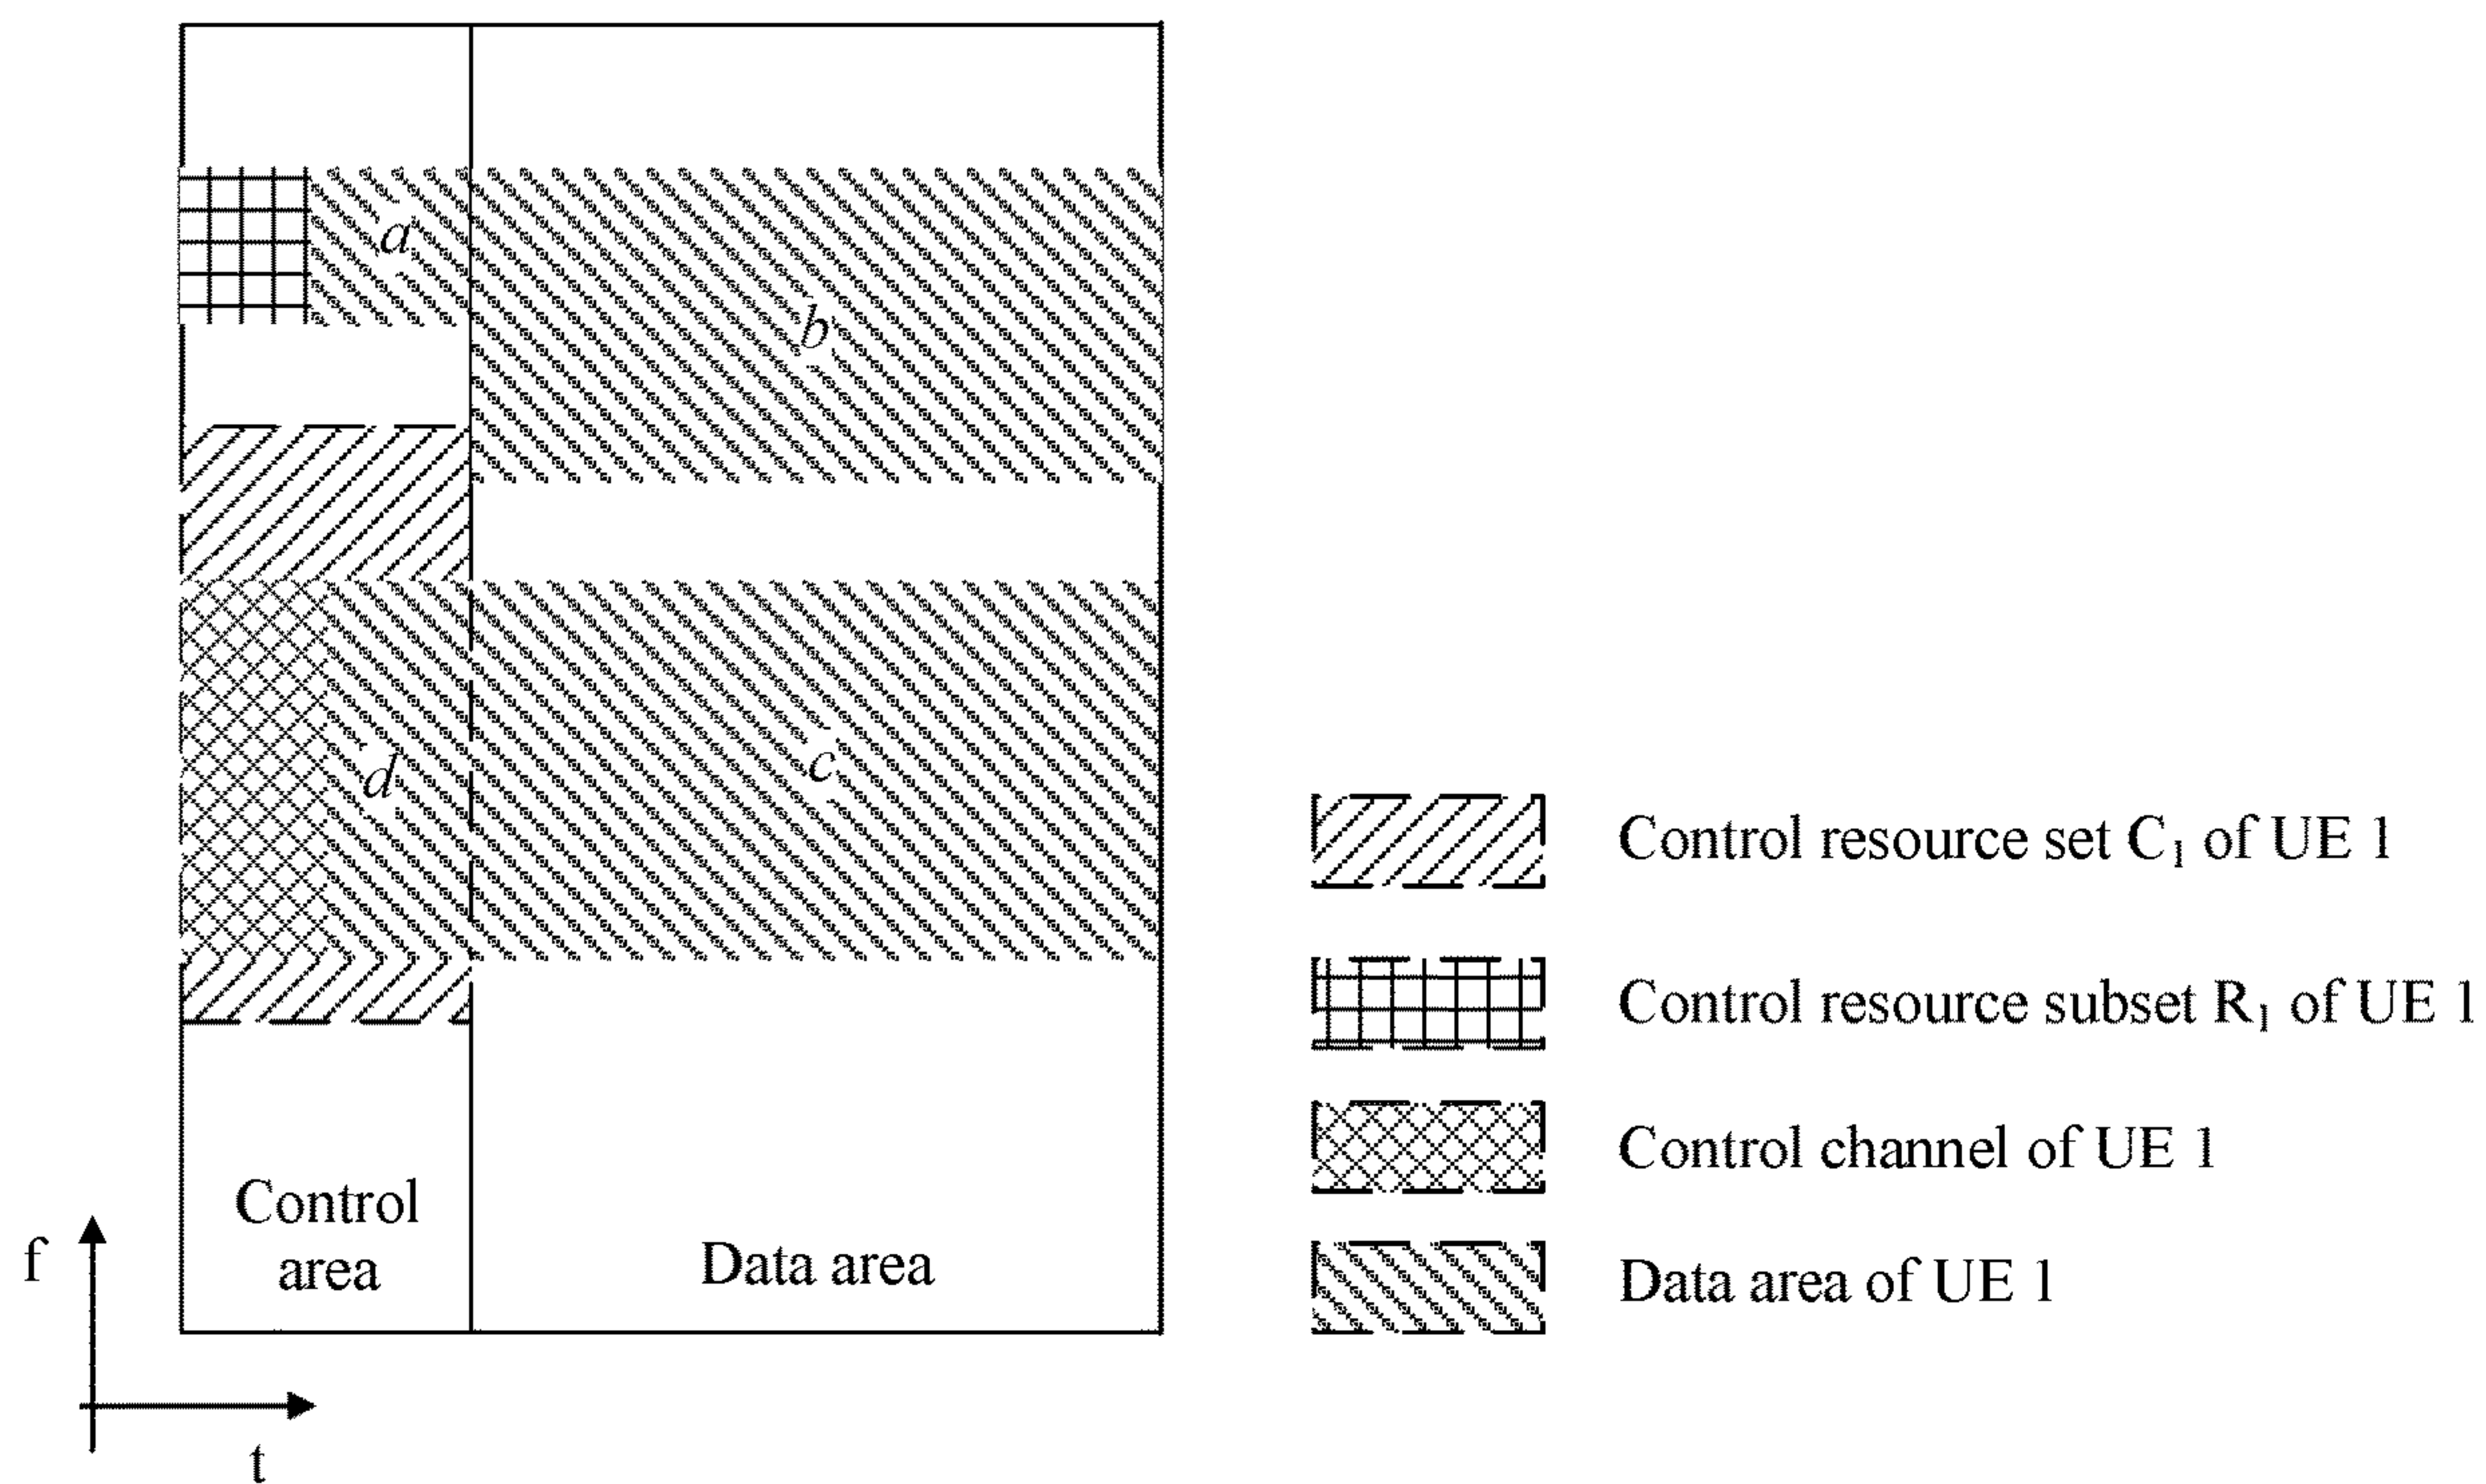 a
b
d
c
Control
area
Data area
f
t
Control resource set C₁ of UE 1
Control resource subset R₁ of UE 1
Control channel of UE 1
Data area of UE 1